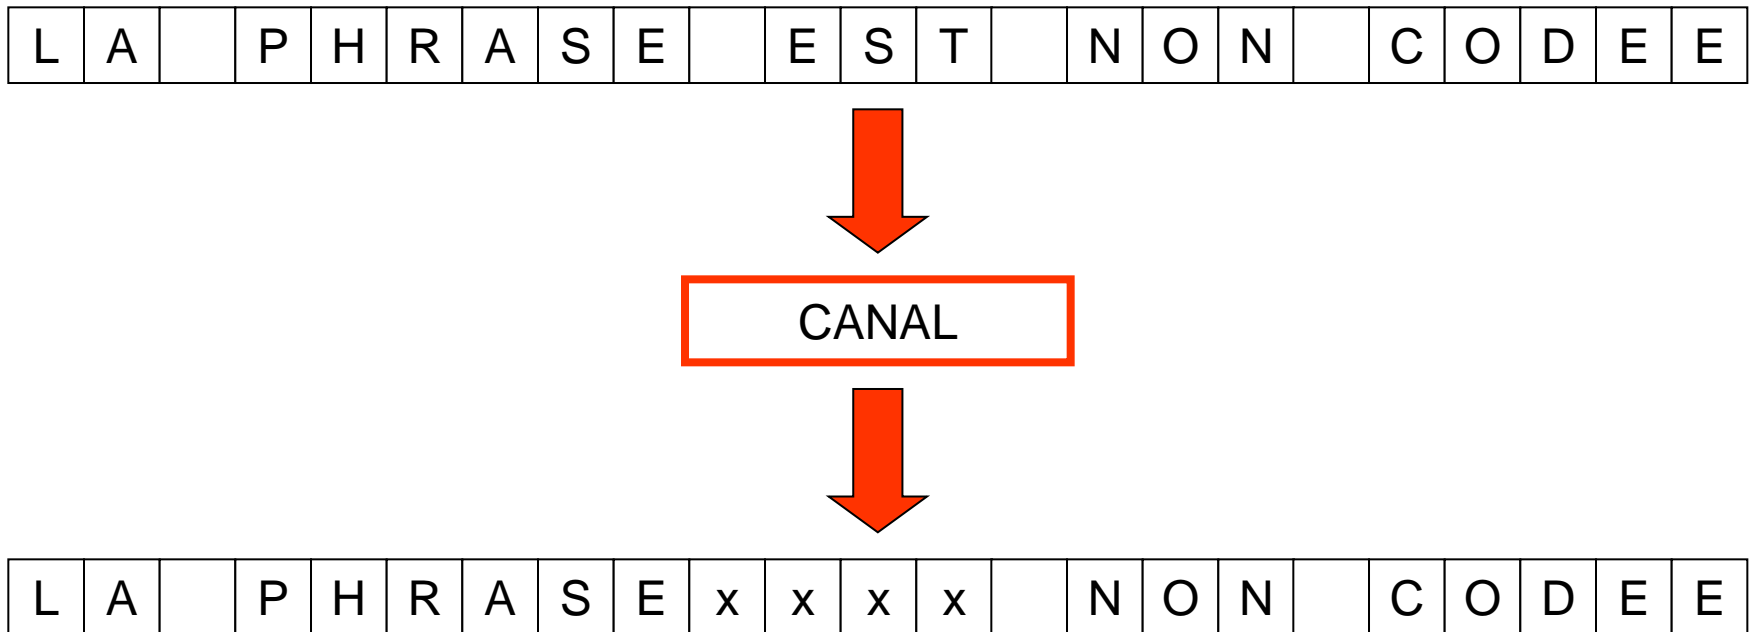 LA PHRASE EST NON CODEE
CANAL
LA PHRASExxxx NON CODEE